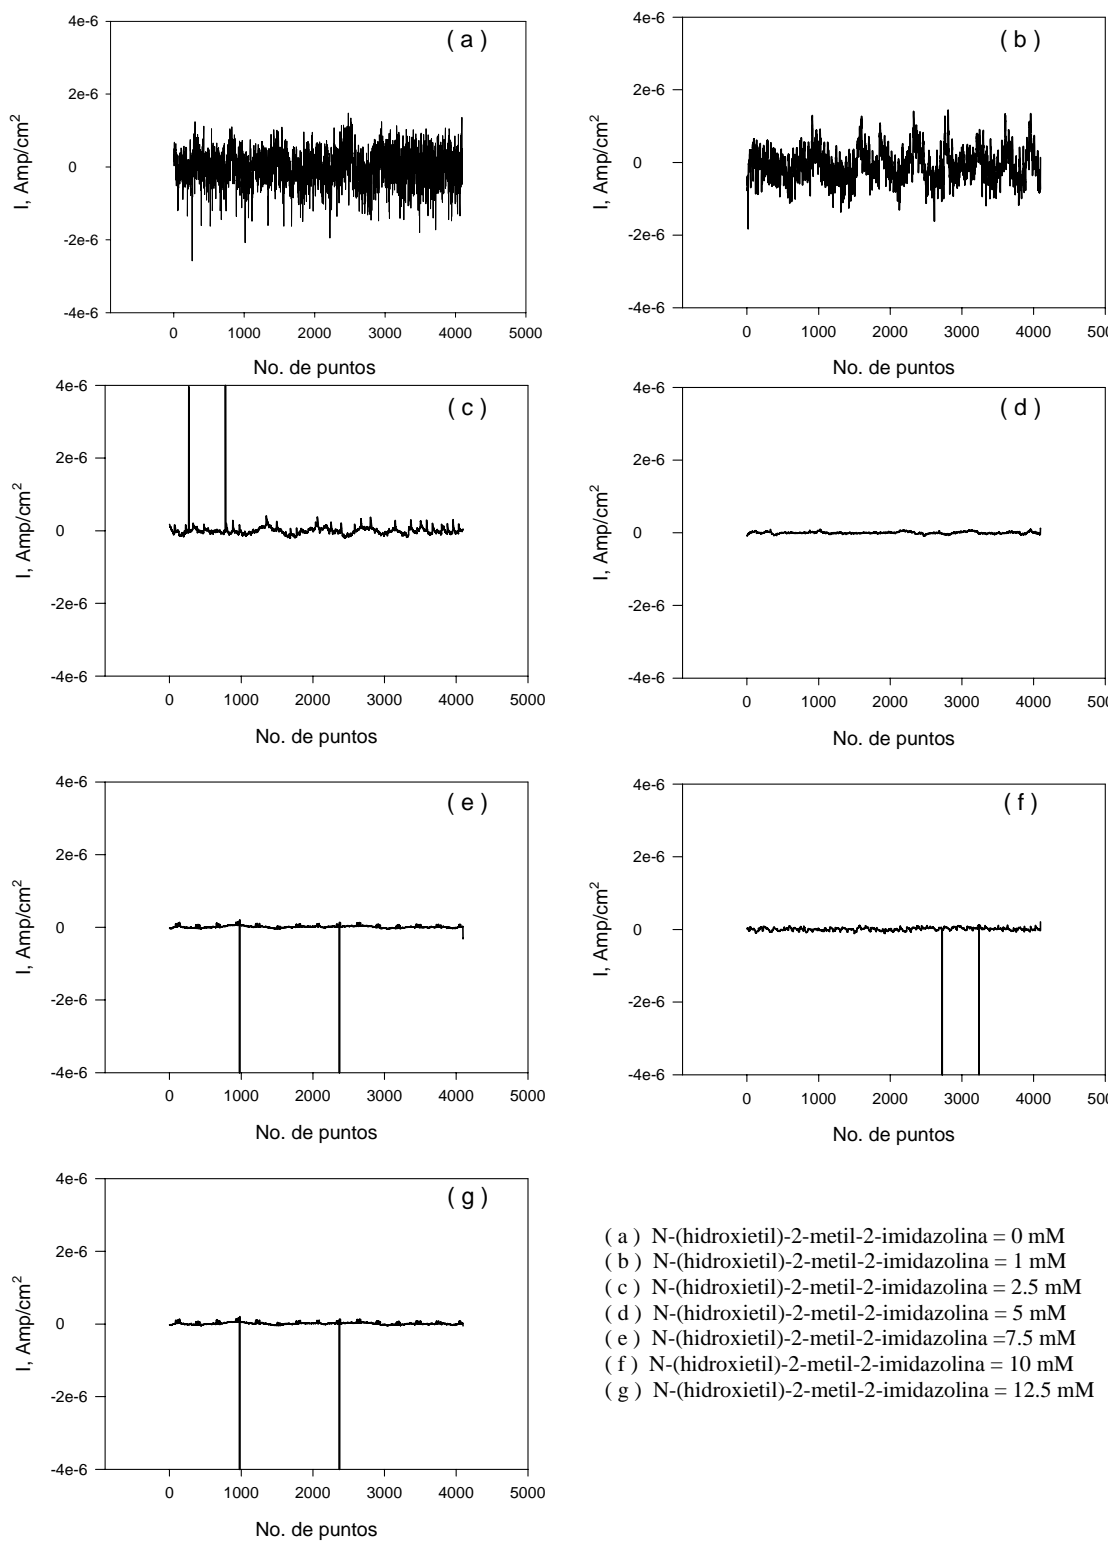 ( a )
4e-6
2e-6
0
-2e-6
-4e-6
I, Amp/cm²
0 1000 2000 3000 4000 5000
No. de puntos
( b )
4e-6
2e-6
0
-2e-6
-4e-6
I, Amp/cm²
0 1000 2000 3000 4000 500
No. de puntos
( c )
4e-6
2e-6
0
-2e-6
-4e-6
I, Amp/cm²
0 1000 2000 3000 4000 5000
No. de puntos
( d )
4e-6
2e-6
0
-2e-6
-4e-6
I, Amp/cm²
0 1000 2000 3000 4000 500
No. de puntos
( e )
4e-6
2e-6
0
-2e-6
-4e-6
I, Amp/cm²
0 1000 2000 3000 4000 5000
No. de puntos
( f )
4e-6
2e-6
0
-2e-6
-4e-6
I, Amp/cm²
0 1000 2000 3000 4000 500
No. de puntos
( g )
4e-6
2e-6
0
-2e-6
-4e-6
I, Amp/cm²
0 1000 2000 3000 4000 5000
No. de puntos
( a ) N-(hidroxietil)-2-metil-2-imidazolina = 0 mM
( b ) N-(hidroxietil)-2-metil-2-imidazolina = 1 mM
( c ) N-(hidroxietil)-2-metil-2-imidazolina = 2.5 mM
( d ) N-(hidroxietil)-2-metil-2-imidazolina = 5 mM
( e ) N-(hidroxietil)-2-metil-2-imidazolina =7.5 mM
( f ) N-(hidroxietil)-2-metil-2-imidazolina = 10 mM
( g ) N-(hidroxietil)-2-metil-2-imidazolina = 12.5 mM